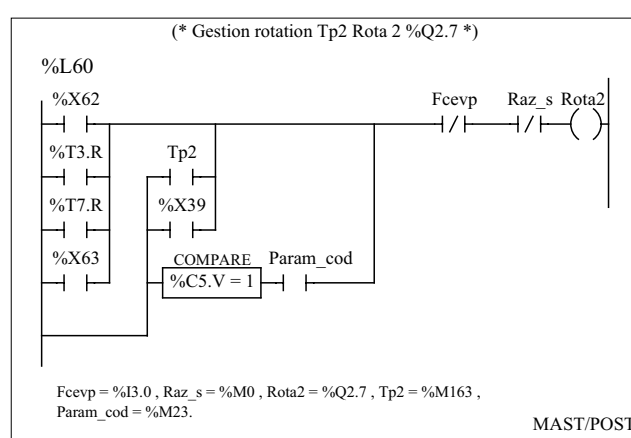 (* Gestion rotation Tp2 Rota 2 %Q2.7 *)
%L60
%X62 Fcevp Raz_s Rota2
%T3.R Tp2
%T7.R %X39
%X63 COMPARE Param_cod
%C5.V = 1
Fcevp = %I3.0 , Raz_s = %M0 , Rota2 = %Q2.7 , Tp2 = %M163 ,
Param_cod = %M23.
MAST/POST